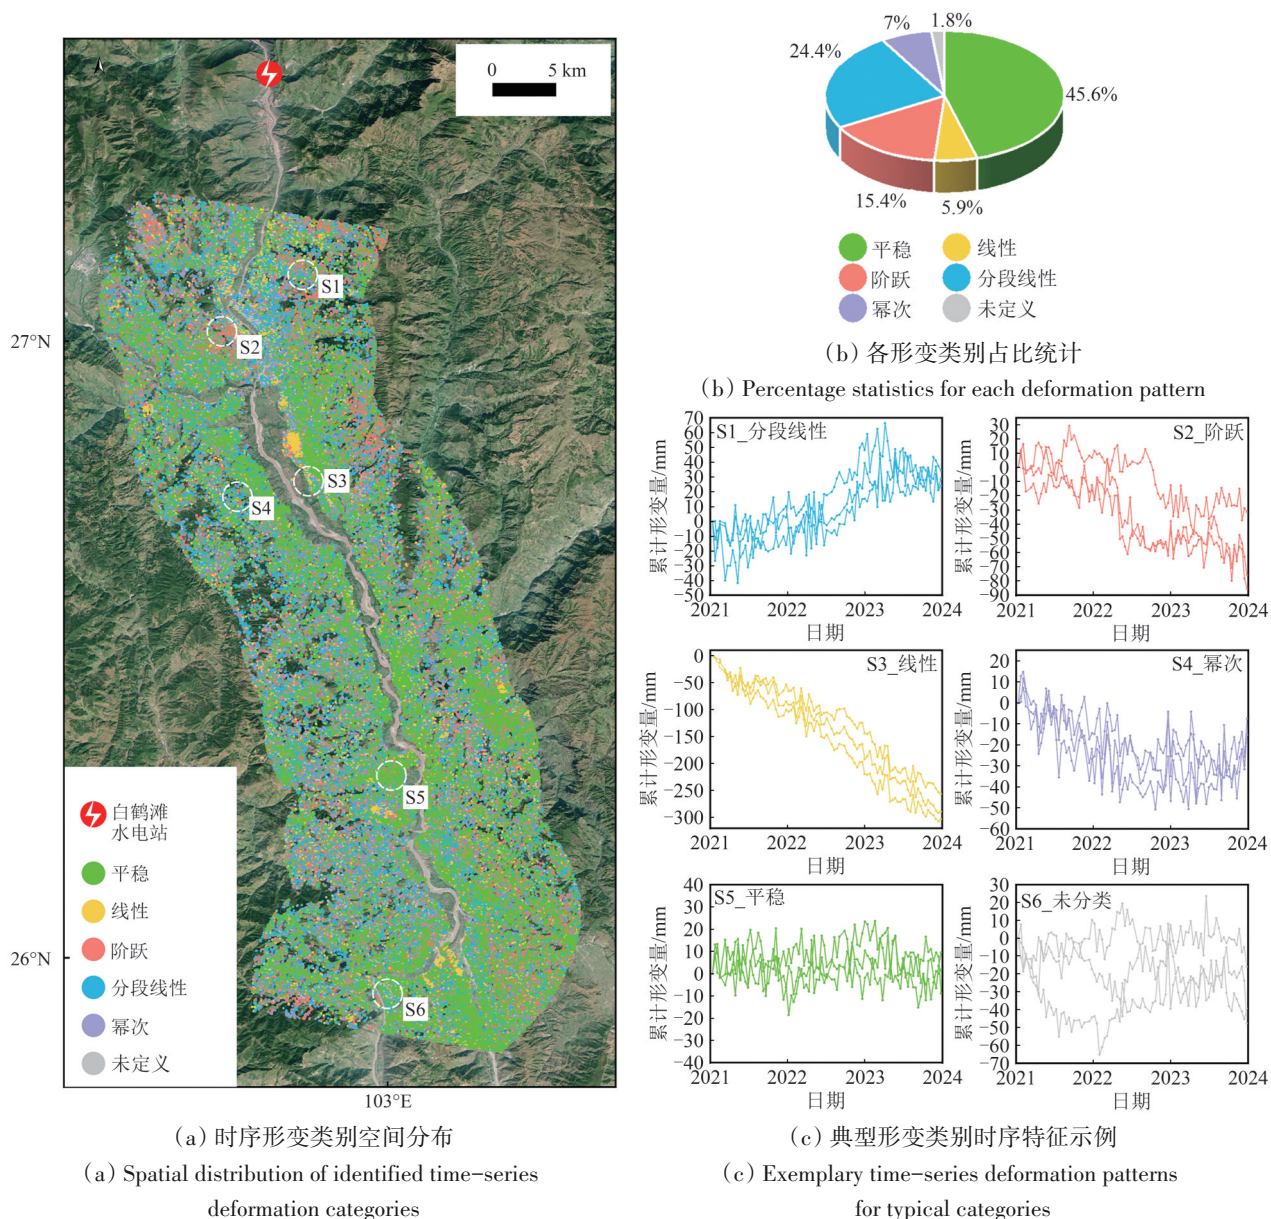 0 5 km
27°N
26°N
103°E
S1
S2
S3
S4
S5
S6
白鹤滩
水电站
平稳
线性
阶跃
分段线性
幂次
未定义
(a) 时序形变类别空间分布
(a) Spatial distribution of identified time-series
deformation categories
7%
1.8%
24.4%
45.6%
15.4%
5.9%
平稳 线性
阶跃 分段线性
幂次 未定义
(b) 各形变类别占比统计
(b) Percentage statistics for each deformation pattern
S1_分段线性
累计形变量/mm
70
60
50
40
30
20
10
0
-10
-20
-30
-40
-50
2021 2022 2023 2024
日期
S2_阶跃
累计形变量/mm
30
20
10
0
-10
-20
-30
-40
-50
-60
-70
-80
-90
2021 2022 2023 2024
日期
S3_线性
累计形变量/mm
0
-50
-100
-150
-200
-250
-300
2021 2022 2023 2024
日期
S4_幂次
累计形变量/mm
20
10
0
-10
-20
-30
-40
-50
-60
2021 2022 2023 2024
日期
S5_平稳
累计形变量/mm
40
30
20
10
0
-10
-20
-30
-40
2021 2022 2023 2024
日期
S6_未分类
累计形变量/mm
30
20
10
0
-10
-20
-30
-40
-50
-60
-70
2021 2022 2023 2024
日期
(c) 典型形变类别时序特征示例
(c) Exemplary time-series deformation patterns
for typical categories